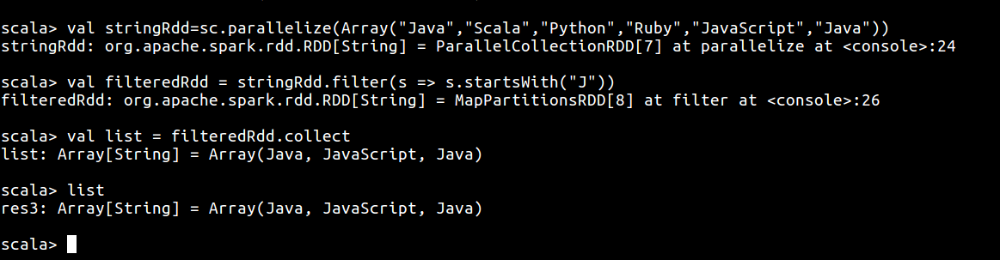 scala> val stringRdd=sc.parallelize(Array("Java","Scala","Python","Ruby","JavaScript","Java"))
stringRdd: org.apache.spark.rdd.RDD[String] = ParallelCollectionRDD[7] at parallelize at <console>:24
scala> val filteredRdd = stringRdd.filter(s => s.startsWith("J"))
filteredRdd: org.apache.spark.rdd.RDD[String] = MapPartitionsRDD[8] at filter at <console>:26
scala> val list = filteredRdd.collect
list: Array[String] = Array(Java, JavaScript, Java)
scala> list
res3: Array[String] = Array(Java, JavaScript, Java)
scala>